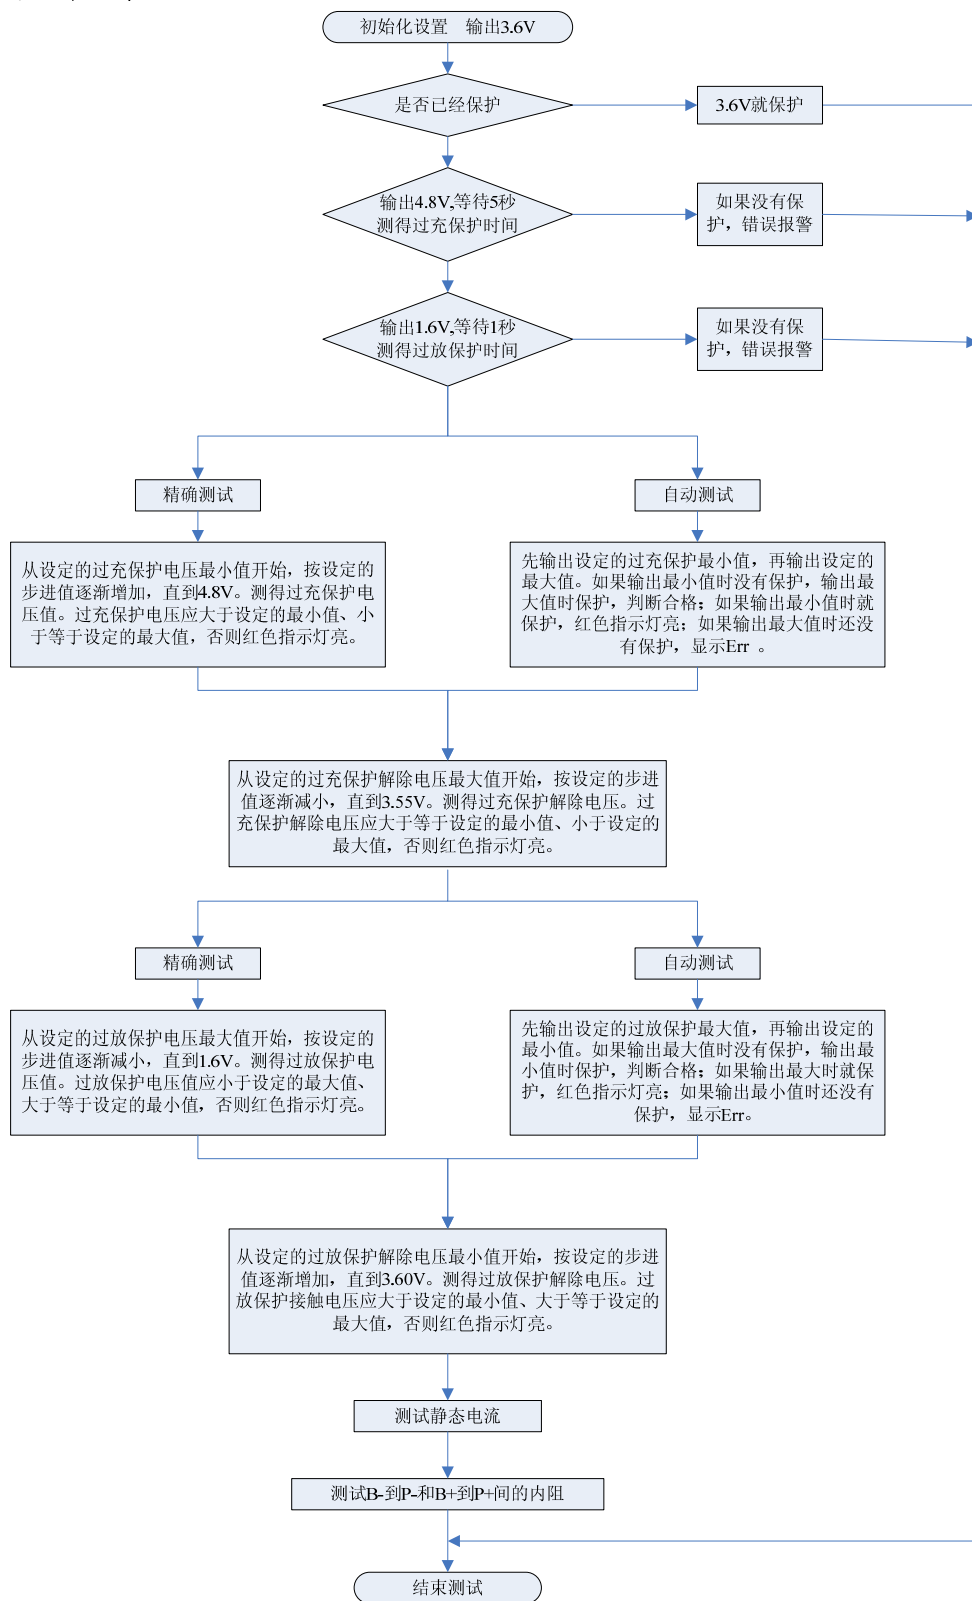 初始化设置 输出3.6V
是否已经保护
3.6V就保护
输出4.8V,等待5秒
测得过充保护时间
如果没有保
护，错误报警
输出1.6V,等待1秒
测得过放保护时间
如果没有保
护，错误报警
精确测试
自动测试
从设定的过充保护电压最小值开始，按设定的
步进值逐渐增加，直到4.8V。测得过充保护电
压值。过充保护电压应大于设定的最小值、小
于等于设定的最大值，否则红色指示灯亮。
先输出设定的过充保护最小值，再输出设定的
最大值。如果输出最小值时没有保护，输出最
大值时保护，判断合格；如果输出最小值时就
保护，红色指示灯亮；如果输出最大值时还没
有保护，显示Err 。
从设定的过充保护解除电压最大值开始，按设定的步进
值逐渐减小，直到3.55V。测得过充保护解除电压。过
充保护解除电压应大于等于设定的最小值、小于设定的
最大值，否则红色指示灯亮。
精确测试
自动测试
从设定的过放保护电压最大值开始，按设定的
步进值逐渐减小，直到1.6V。测得过放保护电
压值。过放保护电压值应小于设定的最大值、
大于等于设定的最小值，否则红色指示灯亮。
先输出设定的过放保护最大值，再输出设定的
最小值。如果输出最大值时没有保护，输出最
小值时保护，判断合格；如果输出最大时就保
护，红色指示灯亮；如果输出最小值时还没有
保护，显示Err。
从设定的过放保护解除电压最小值开始，按设定的步进
值逐渐增加，直到3.60V。测得过放保护解除电压。过
放保护接触电压应大于设定的最小值、大于等于设定的
最大值，否则红色指示灯亮。
测试静态电流
测试B-到P-和B+到P+间的内阻
结束测试